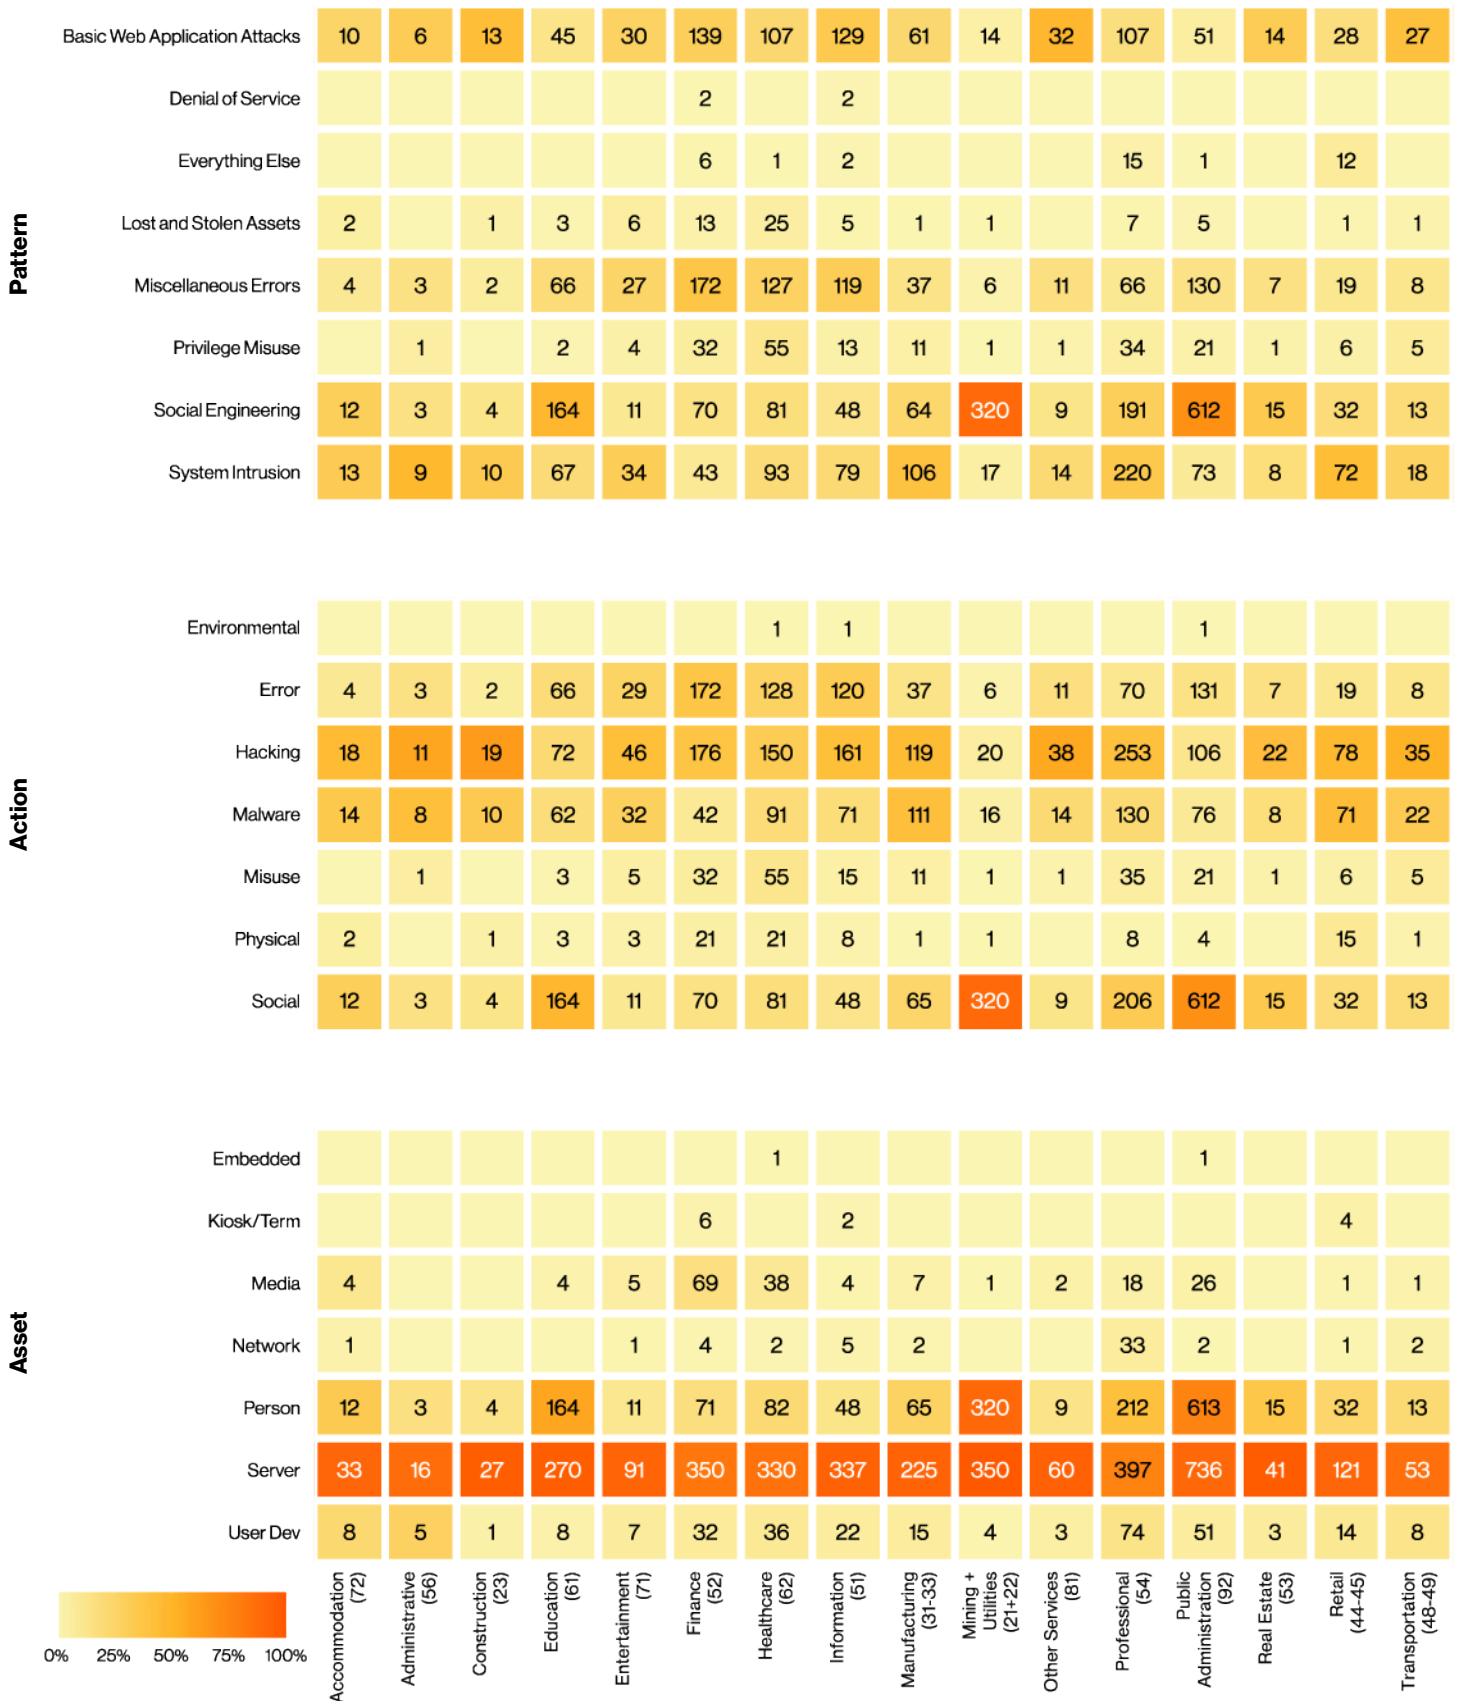 Pattern
Basic Web Application Attacks 10 6 13 45 30 139 107 129 61 14 32 107 51 14 28 27
Denial of Service 2 2
Everything Else 6 1 2 15 1 12
Lost and Stolen Assets 2 1 3 6 13 25 5 1 1 7 5 1 1
Miscellaneous Errors 4 3 2 66 27 172 127 119 37 6 11 66 130 7 19 8
Privilege Misuse 1 2 4 32 55 13 11 1 1 34 21 1 6 5
Social Engineering 12 3 4 164 11 70 81 48 64 320 9 191 612 15 32 13
System Intrusion 13 9 10 67 34 43 93 79 106 17 14 220 73 8 72 18
Action
Environmental 1 1 1
Error 4 3 2 66 29 172 128 120 37 6 11 70 131 7 19 8
Hacking 18 11 19 72 46 176 150 161 119 20 38 253 106 22 78 35
Malware 14 8 10 62 32 42 91 71 111 16 14 130 76 8 71 22
Misuse 1 3 5 32 55 15 11 1 1 35 21 1 6 5
Physical 2 1 3 3 21 21 8 1 1 8 4 15 1
Social 12 3 4 164 11 70 81 48 65 320 9 206 612 15 32 13
Asset
Embedded 1 1
Kiosk/Term 6 2 4
Media 4 4 5 69 38 4 7 1 2 18 26 1 1
Network 1 1 4 2 5 2 33 2 1 2
Person 12 3 4 164 11 71 82 48 65 320 9 212 613 15 32 13
Server 33 16 27 270 91 350 330 337 225 350 60 397 736 41 121 53
User Dev 8 5 1 8 7 32 36 22 15 4 3 74 51 3 14 8
0% 25% 50% 75% 100%
Accommodation
(72)
Administrative
(56)
Construction
(23)
Education
(61)
Entertainment
(71)
Finance
(52)
Healthcare
(62)
Information
(51)
Manufacturing
(31-33)
Mining +
Utilities
(21+22)
Other Services
(81)
Professional
(54)
Public
Administration
(92)
Real Estate
(53)
Retail
(44-45)
Transportation
(48-49)